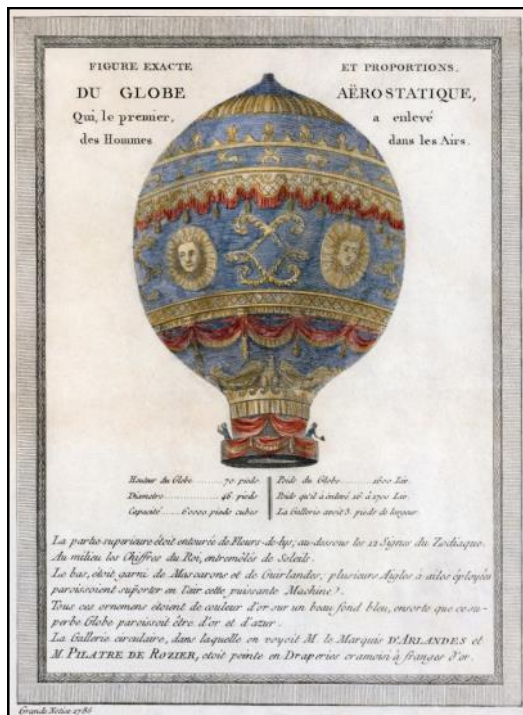 FIGURE EXACTE ET PROPORTIONS,
DU GLOBE AËROSTATIQUE,
Qui, le premier, a enlevé
des Hommes dans les Airs.
Hauteur du Globe ........ 70 pieds Poids du Globe ........ 1600 Liv.
Diametre ........ 46 pieds Poids qu'il à enlevé 16 à 1700 Liv.
Capacité ........ 60000 pieds cubes La Gallerie avoit 3. pieds de largeur.
La partie superieure étoit entourée de Fleurs-de-lys, au-dessous les 12 Signes du Zodiaque.
Au milieu les Chiffres du Roi, entremêlés de Soleils.
Le bas, étoit garni de Mascarons et de Guirlandes; plusieurs Aigles à ailes éployées
paroissoient suporter en l'air cette puissante Machine.
Tous ces ornemens étoient de couleur d'or sur un beau fond bleu, ensorte que ce su-
perbe Globe paroissoit être d'or et d'azur.
La Gallerie circulaire, dans laquelle on voyoit M. le Marquis D'ARLANDES et
M. PILATRE DE ROZIER, etoit peinte en Draperies cramoisi à franges d'or.
1786